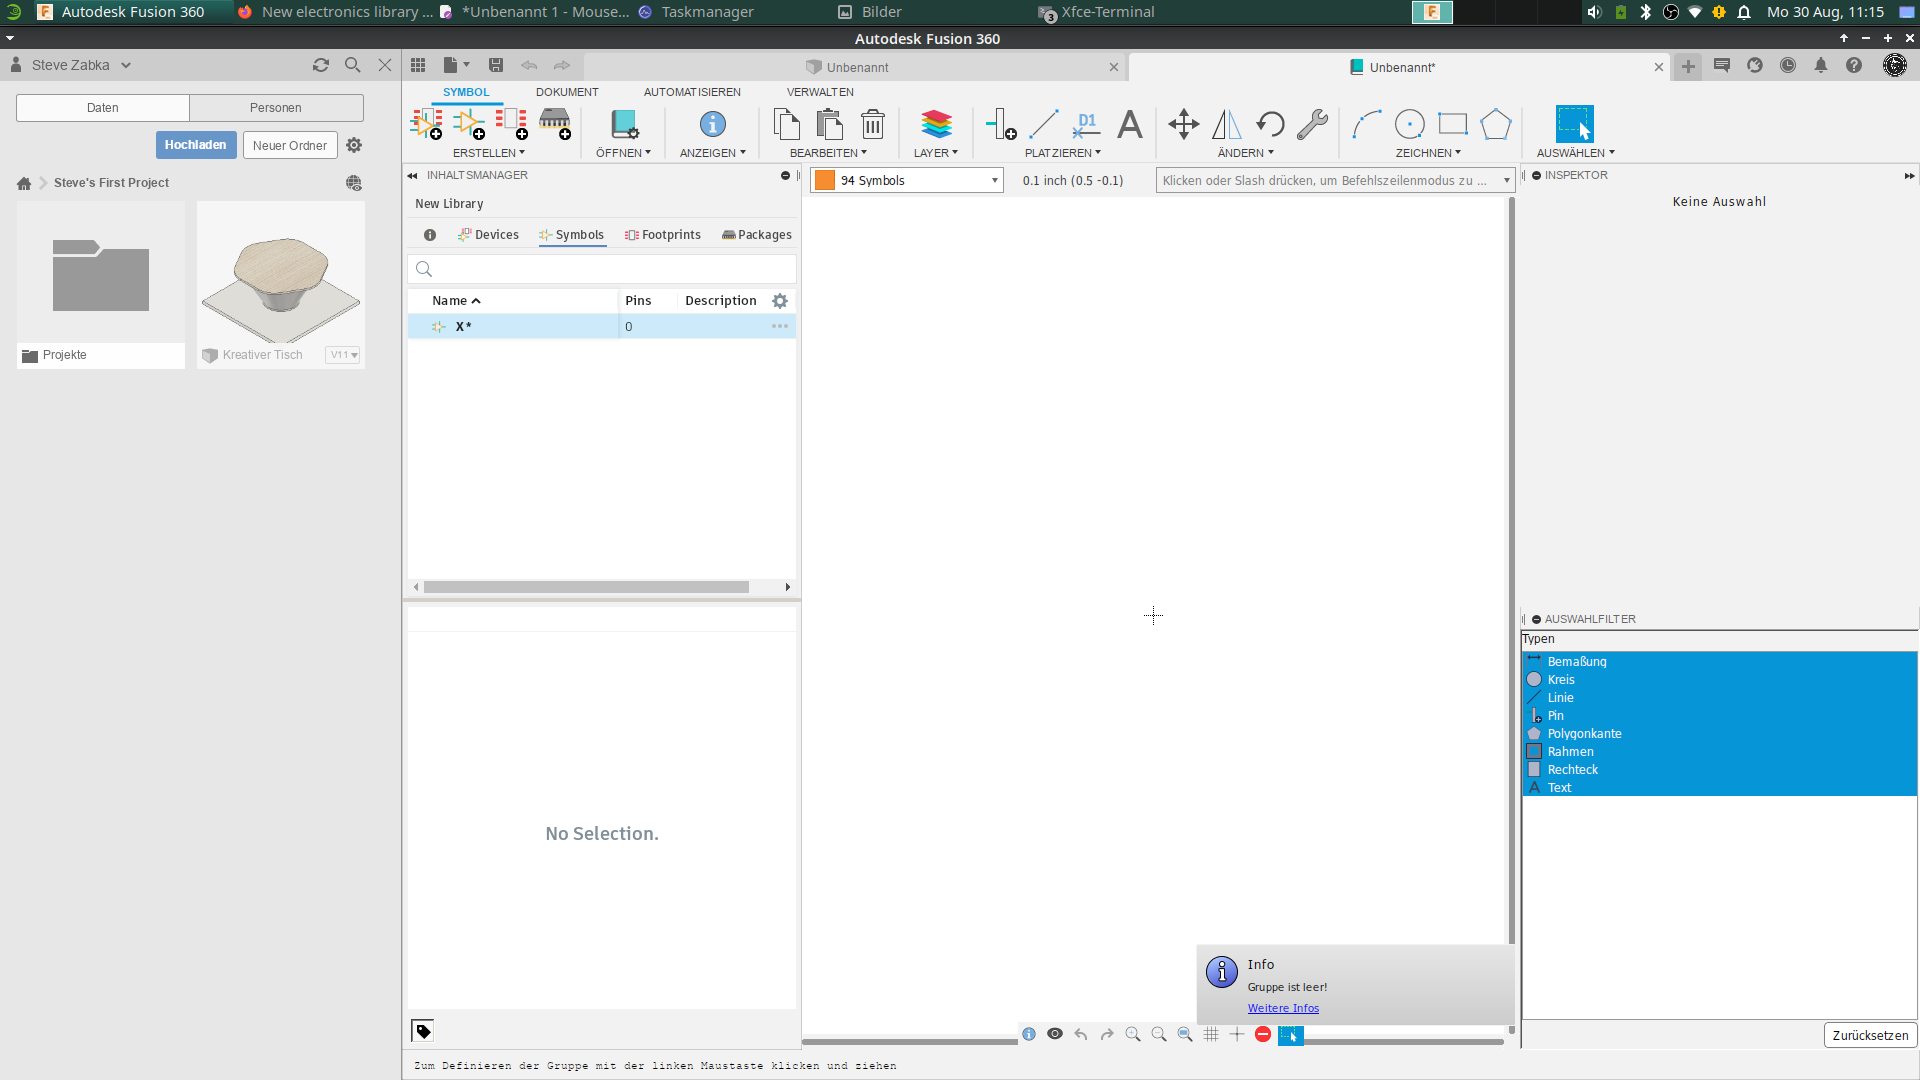 Autodesk Fusion 360
New electronics library ...
*Unbenannt 1 - Mouse...
Taskmanager
Bilder
3
Xfce-Terminal
Mo 30 Aug, 11:15
Autodesk Fusion 360
Steve Zabka
Unbenannt
Unbenannt*
Daten
Personen
Hochladen
Neuer Ordner
Steve's First Project
Projekte
Kreativer Tisch
V11
SYMBOL
DOKUMENT
AUTOMATISIEREN
VERWALTEN
D1
A
ERSTELLEN
ÖFFNEN
ANZEIGEN
BEARBEITEN
LAYER
PLATZIEREN
ÄNDERN
ZEICHNEN
AUSWÄHLEN
INHALTSMANAGER
New Library
Devices
Symbols
Footprints
Packages
Name
Pins
Description
X *
0
No Selection.
94 Symbols
0.1 inch (0.5 -0.1)
Klicken oder Slash drücken, um Befehlszeilenmodus zu ...
INSPEKTOR
Keine Auswahl
AUSWAHLFILTER
Typen
Bemaßung
Kreis
Linie
Pin
Polygonkante
Rahmen
Rechteck
Text
Info
Gruppe ist leer!
Weitere Infos
Zurücksetzen
Zum Definieren der Gruppe mit der linken Maustaste klicken und ziehen